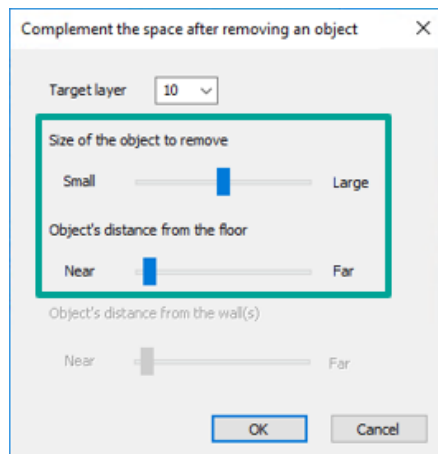 Complement the space after removing an object
Target layer 10
Size of the object to remove
Small Large
Object's distance from the floor
Near Far
Object's distance from the wall(s)
Near Far
OK Cancel